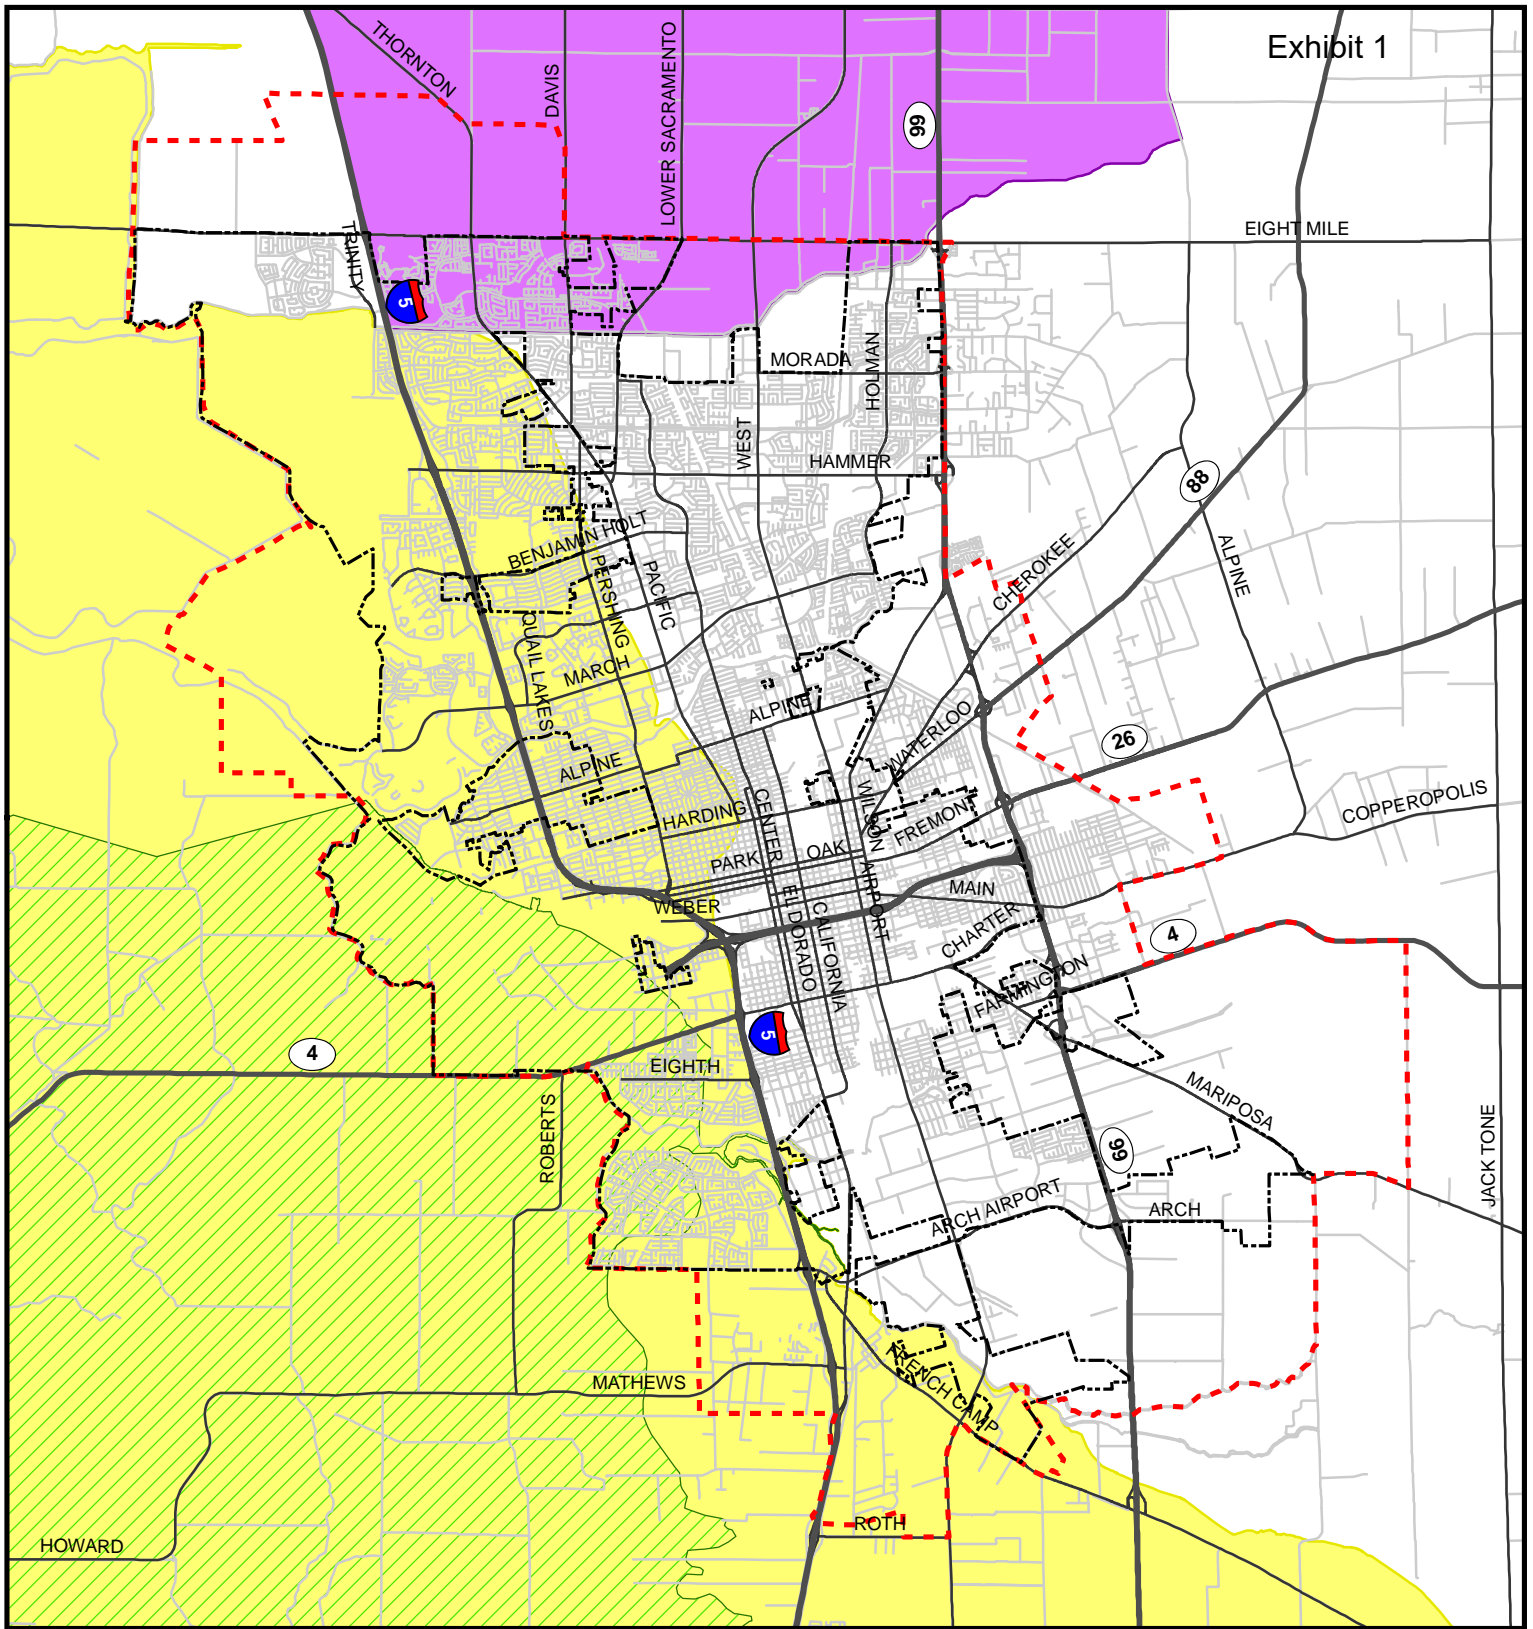 Exhibit 1
THORNTON
DAVIS
LOWER SACRAMENTO
99
TRINITY
EIGHT MILE
5
MORADA
HOLMAN
WEST
HAMMER
88
BENJAMIN HOLT
PERSHING
PACIFIC
CHEROKEE
ALPINE
QUAIL LAKES
MARCH
ALPINE
WATERLOO
26
ALPINE
HARDING
CENTER
WILSON
FREMONT
COPPEROPOLIS
PARK
OAK
MAIN
WEBER
EL DORADO
CALIFORNIA
AIRPORT
CHARTER
4
FARMINGTON
5
4
EIGHTH
ROBERTS
MARIPOSA
JACK TONE
99
ARCH AIRPORT
ARCH
MATHEWS
FRENCH CAMP
ROTH
HOWARD